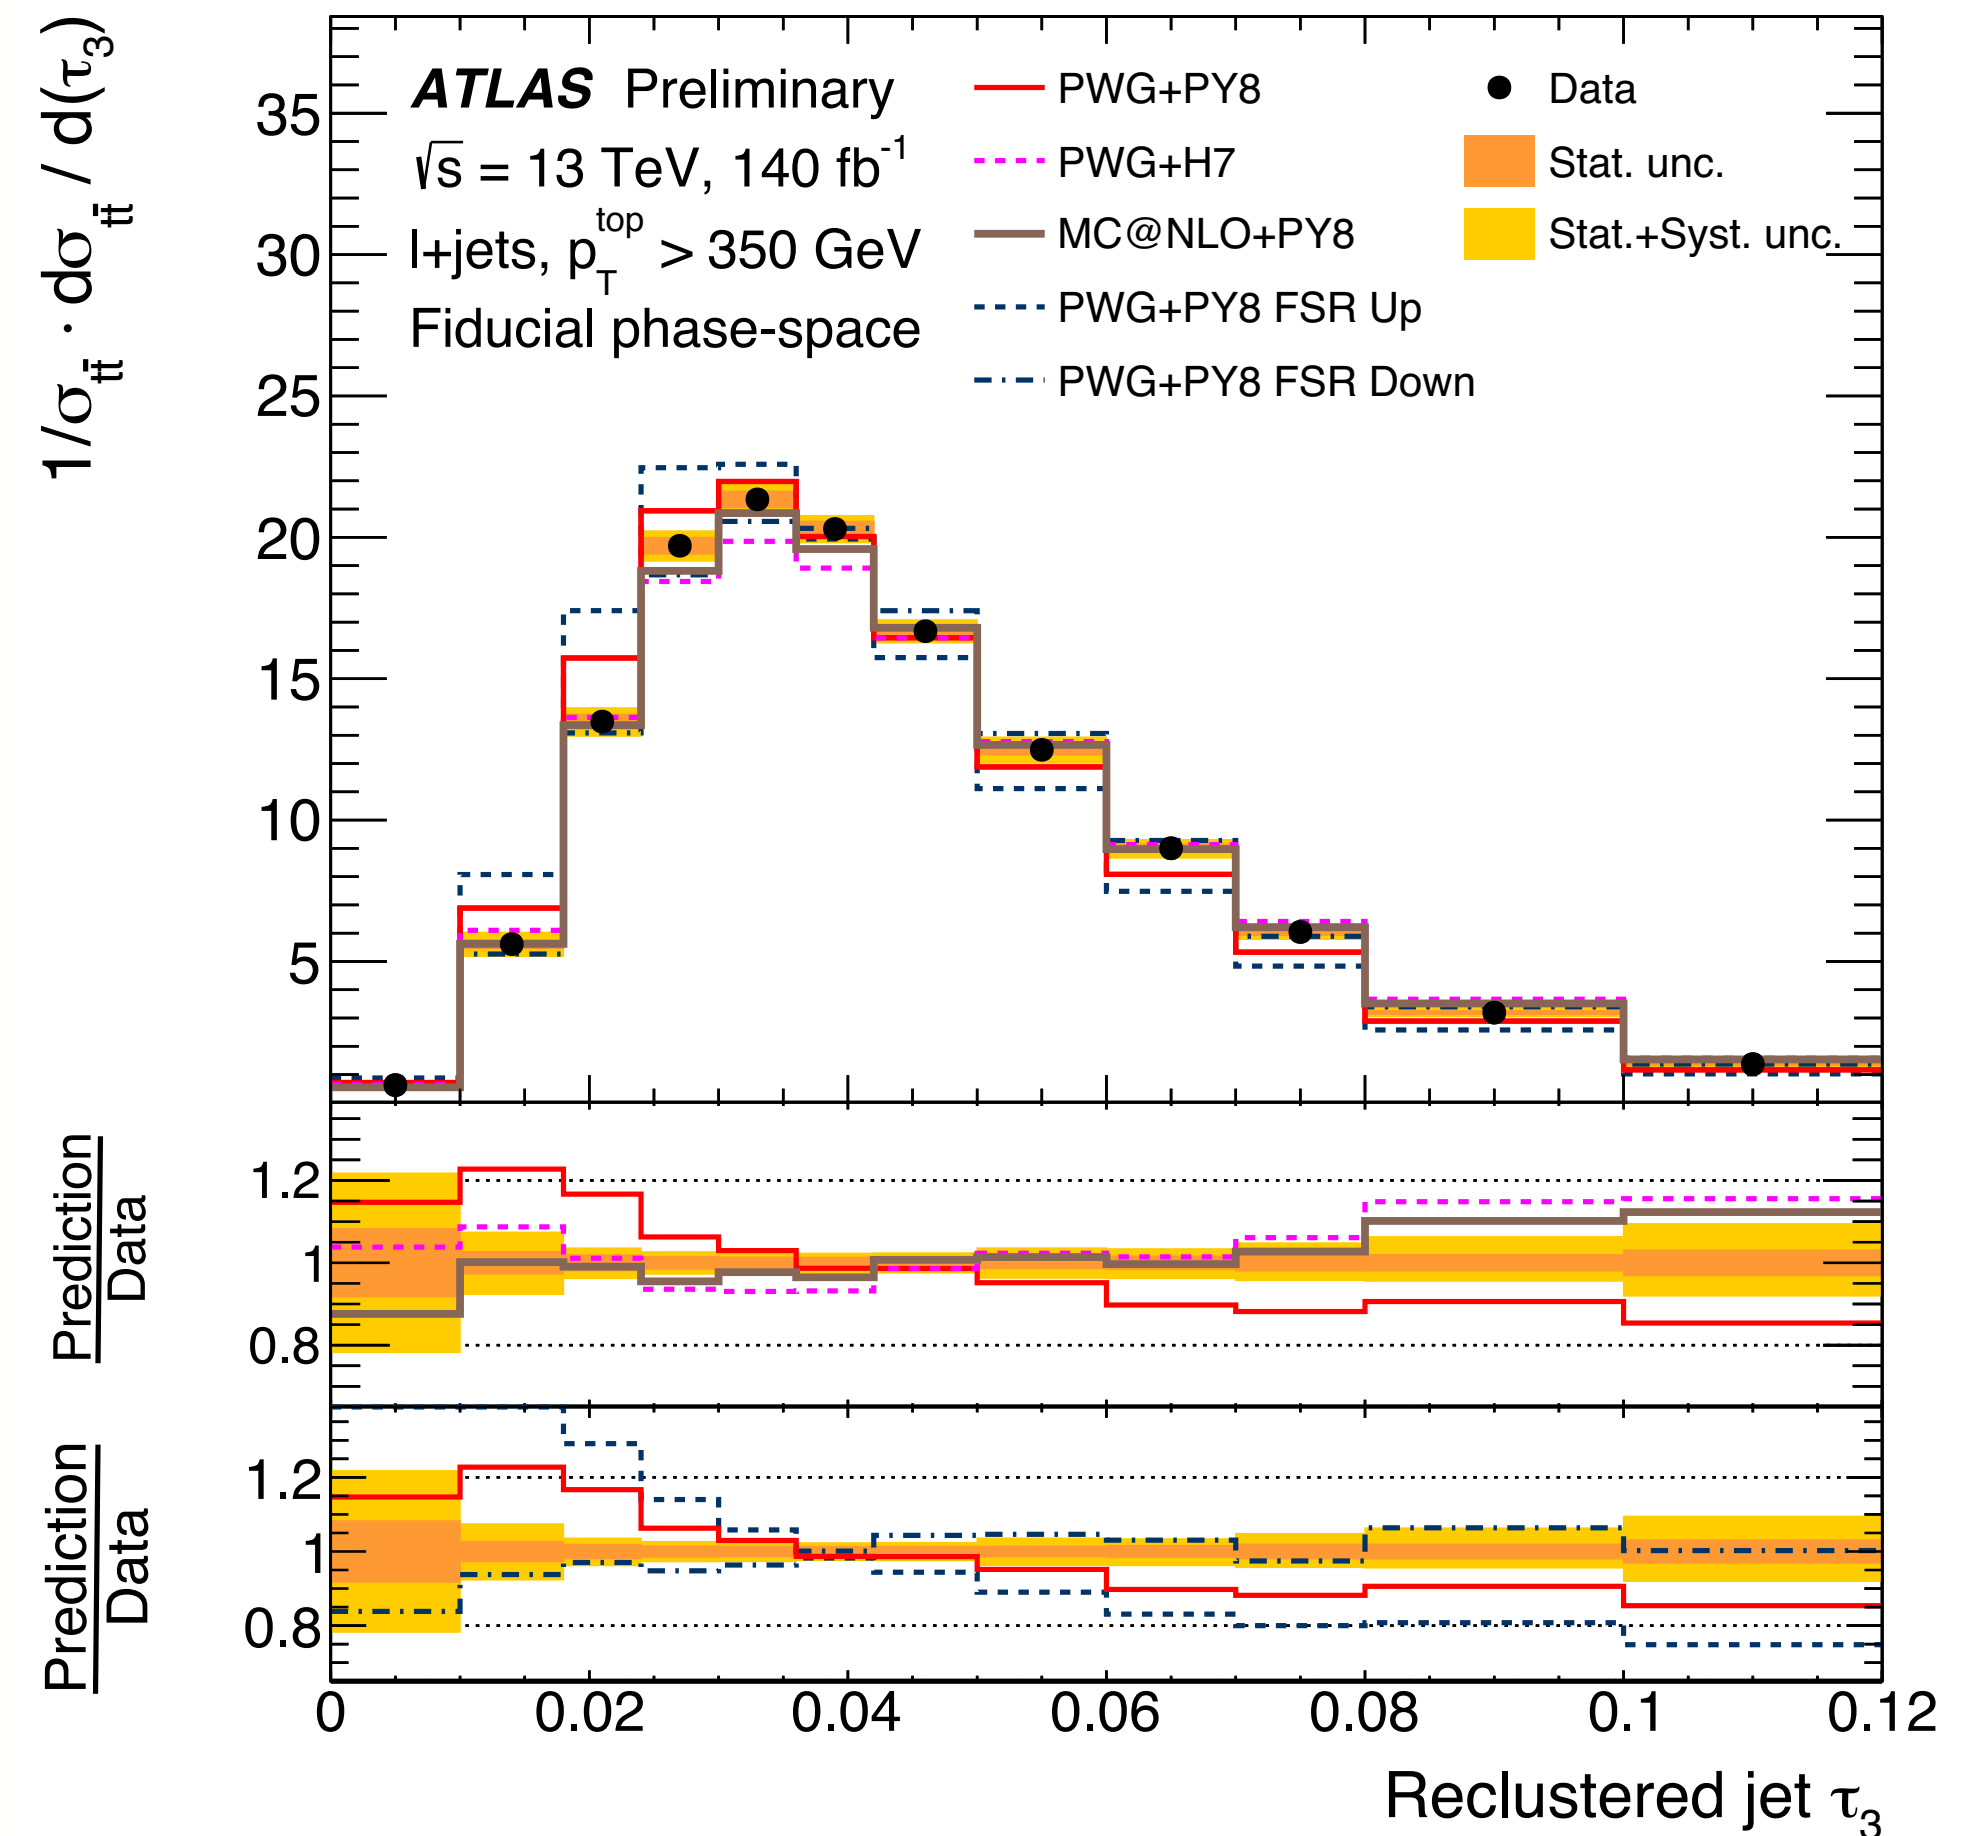 1/σ_tt̄ · dσ_tt̄ / d(τ₃)
35
30
25
20
15
10
5
ATLAS Preliminary
√s = 13 TeV, 140 fb⁻¹
l+jets, p_T^top > 350 GeV
Fiducial phase-space
PWG+PY8
PWG+H7
MC@NLO+PY8
PWG+PY8 FSR Up
PWG+PY8 FSR Down
Data
Stat. unc.
Stat.+Syst. unc.
Prediction
Data
1.2
1
0.8
Prediction
Data
1.2
1
0.8
0 0.02 0.04 0.06 0.08 0.1 0.12
Reclustered jet τ₃